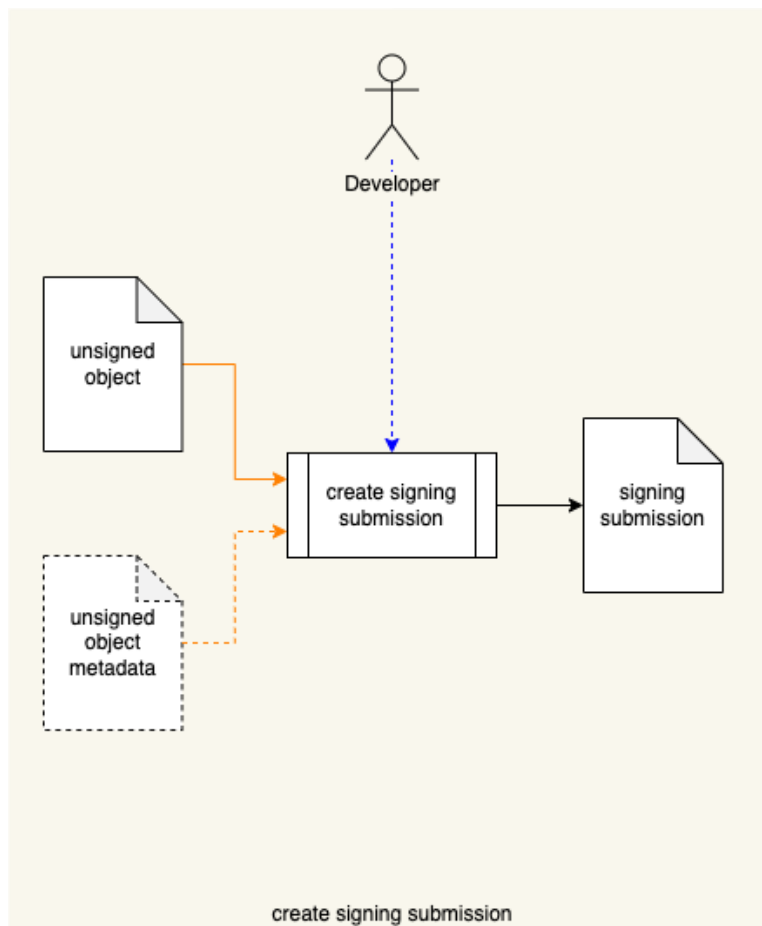 Developer
unsigned
object
create signing
submission
signing
submission
unsigned
object
metadata
create signing submission